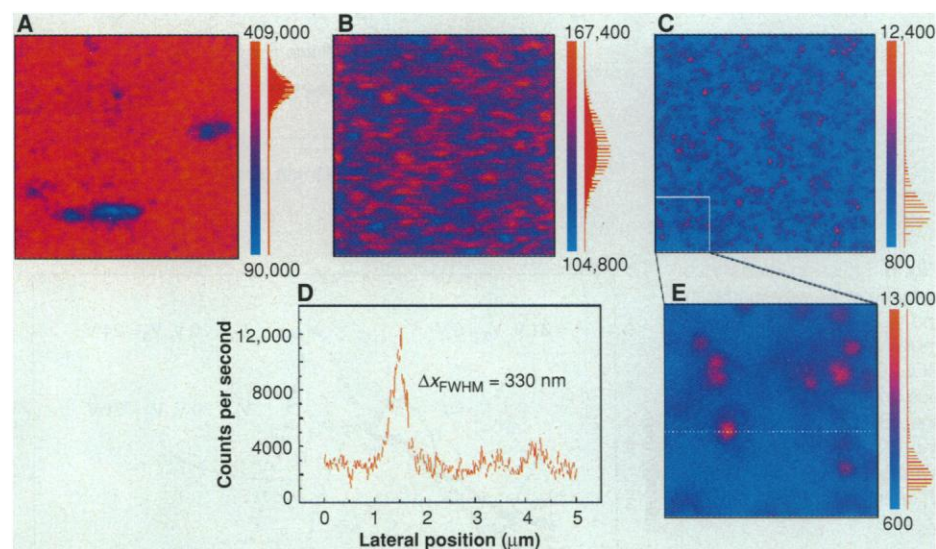 A
409,000
90,000
B
167,400
104,800
C
12,400
800
D
12,000
8000
4000
0
Counts per second
ΔxFWHM = 330 nm
0 1 2 3 4 5
Lateral position (μm)
E
13,000
600